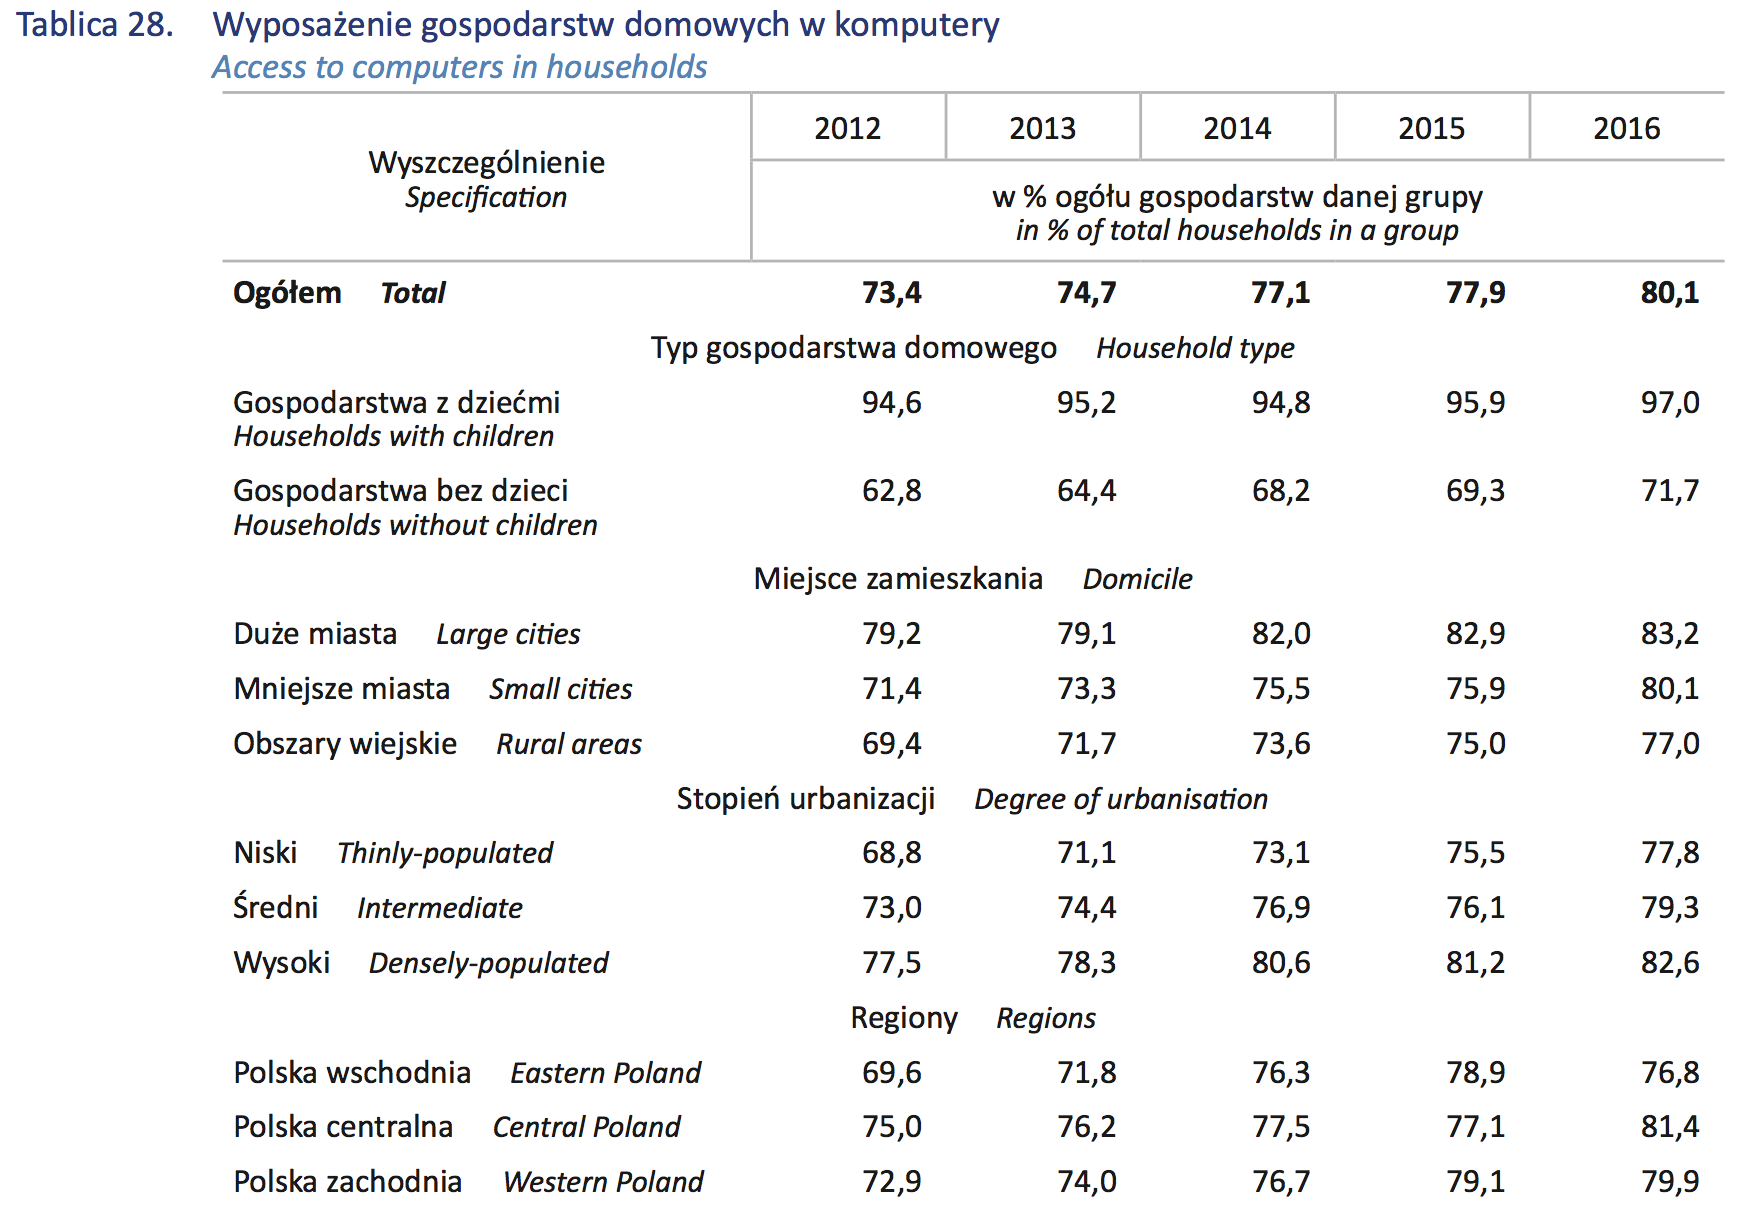 Tablica 28. Wyposażenie gospodarstw domowych w komputery
Access to computers in households
Wyszczególnienie
Specification
2012 2013 2014 2015 2016
w % ogółu gospodarstw danej grupy
in % of total households in a group
Ogółem Total 73,4 74,7 77,1 77,9 80,1
Typ gospodarstwa domowego Household type
Gospodarstwa z dziećmi 94,6 95,2 94,8 95,9 97,0
Households with children
Gospodarstwa bez dzieci 62,8 64,4 68,2 69,3 71,7
Households without children
Miejsce zamieszkania Domicile
Duże miasta Large cities 79,2 79,1 82,0 82,9 83,2
Mniejsze miasta Small cities 71,4 73,3 75,5 75,9 80,1
Obszary wiejskie Rural areas 69,4 71,7 73,6 75,0 77,0
Stopień urbanizacji Degree of urbanisation
Niski Thinly-populated 68,8 71,1 73,1 75,5 77,8
Średni Intermediate 73,0 74,4 76,9 76,1 79,3
Wysoki Densely-populated 77,5 78,3 80,6 81,2 82,6
Regiony Regions
Polska wschodnia Eastern Poland 69,6 71,8 76,3 78,9 76,8
Polska centralna Central Poland 75,0 76,2 77,5 77,1 81,4
Polska zachodnia Western Poland 72,9 74,0 76,7 79,1 79,9